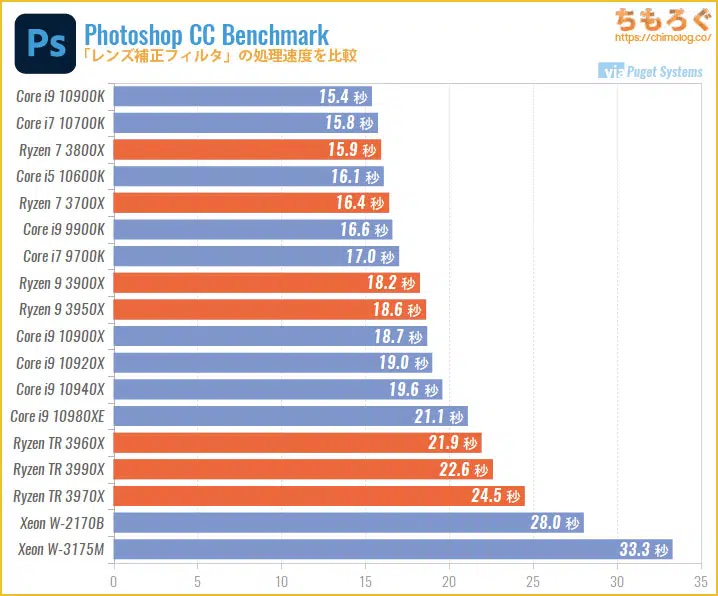 Ps
Photoshop CC Benchmark
「レンズ補正フィルタ」の処理速度を比較
ちもろぐ
https://chimolog.co/
via Puget Systems
Core i9 10900K 15.4 秒
Core i7 10700K 15.8 秒
Ryzen 7 3800X 15.9 秒
Core i5 10600K 16.1 秒
Ryzen 7 3700X 16.4 秒
Core i9 9900K 16.6 秒
Core i7 9700K 17.0 秒
Ryzen 9 3900X 18.2 秒
Ryzen 9 3950X 18.6 秒
Core i9 10900X 18.7 秒
Core i9 10920X 19.0 秒
Core i9 10940X 19.6 秒
Core i9 10980XE 21.1 秒
Ryzen TR 3960X 21.9 秒
Ryzen TR 3990X 22.6 秒
Ryzen TR 3970X 24.5 秒
Xeon W-2170B 28.0 秒
Xeon W-3175M 33.3 秒
0 5 10 15 20 25 30 35